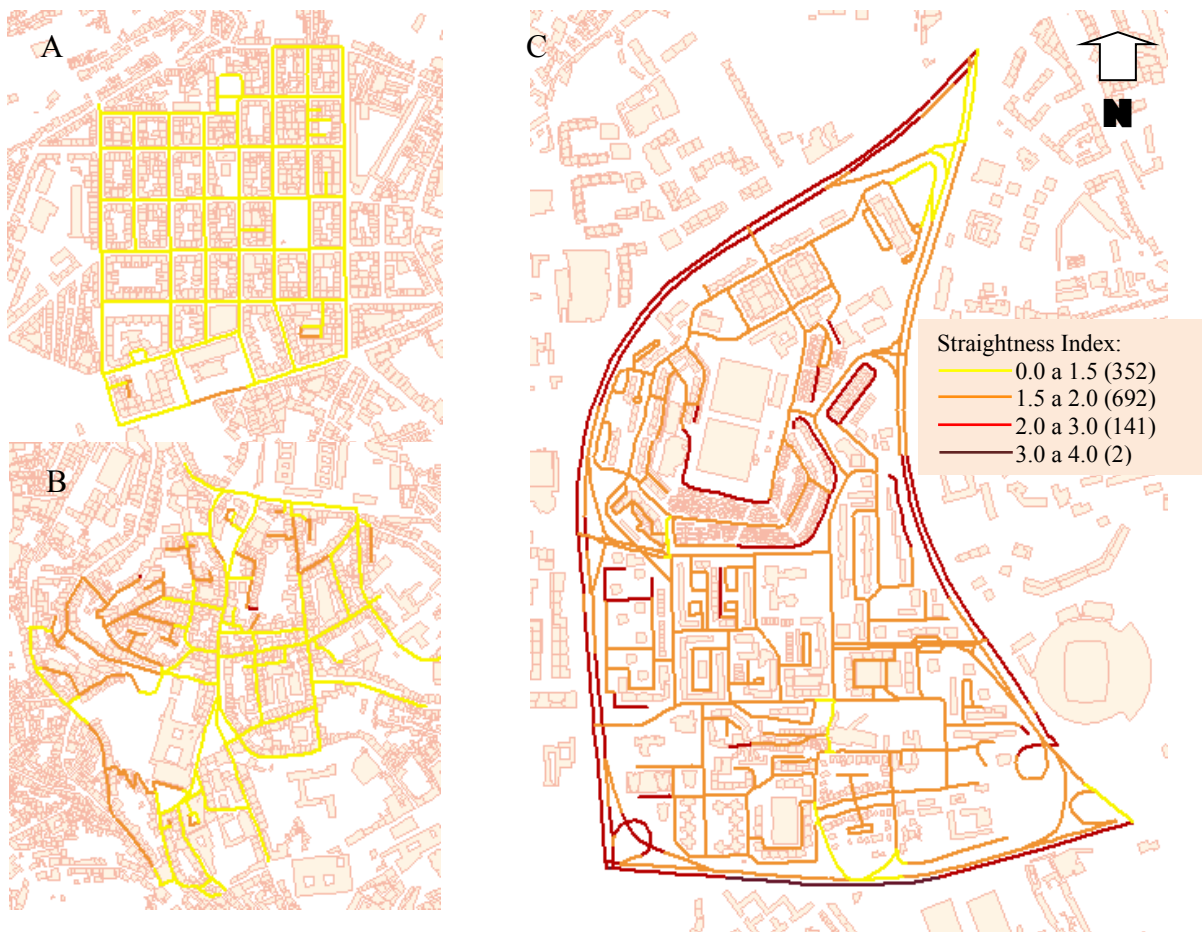 A
C
N
Straightness Index:
0.0 a 1.5 (352)
1.5 a 2.0 (692)
2.0 a 3.0 (141)
3.0 a 4.0 (2)
B